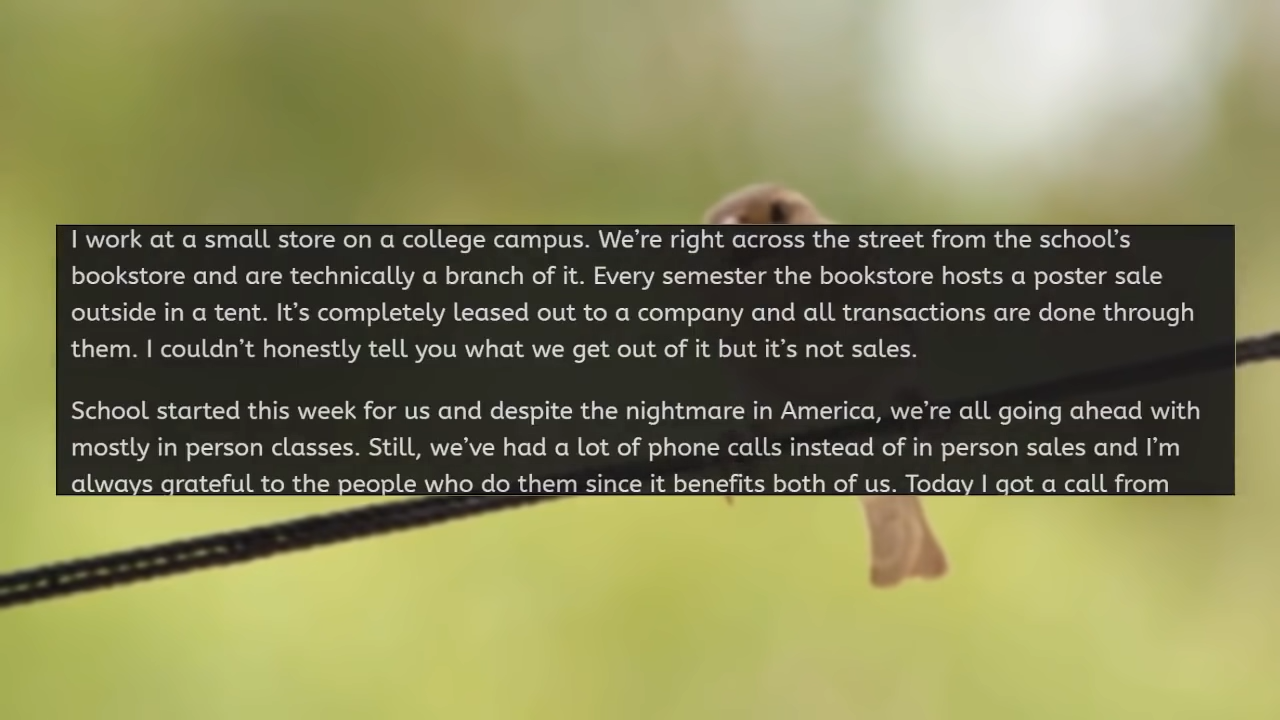 I work at a small store on a college campus. We’re right across the street from the school’s
bookstore and are technically a branch of it. Every semester the bookstore hosts a poster sale
outside in a tent. It’s completely leased out to a company and all transactions are done through
them. I couldn’t honestly tell you what we get out of it but it’s not sales.
School started this week for us and despite the nightmare in America, we’re all going ahead with
mostly in person classes. Still, we’ve had a lot of phone calls instead of in person sales and I’m
always grateful to the people who do them since it benefits both of us. Today I got a call from